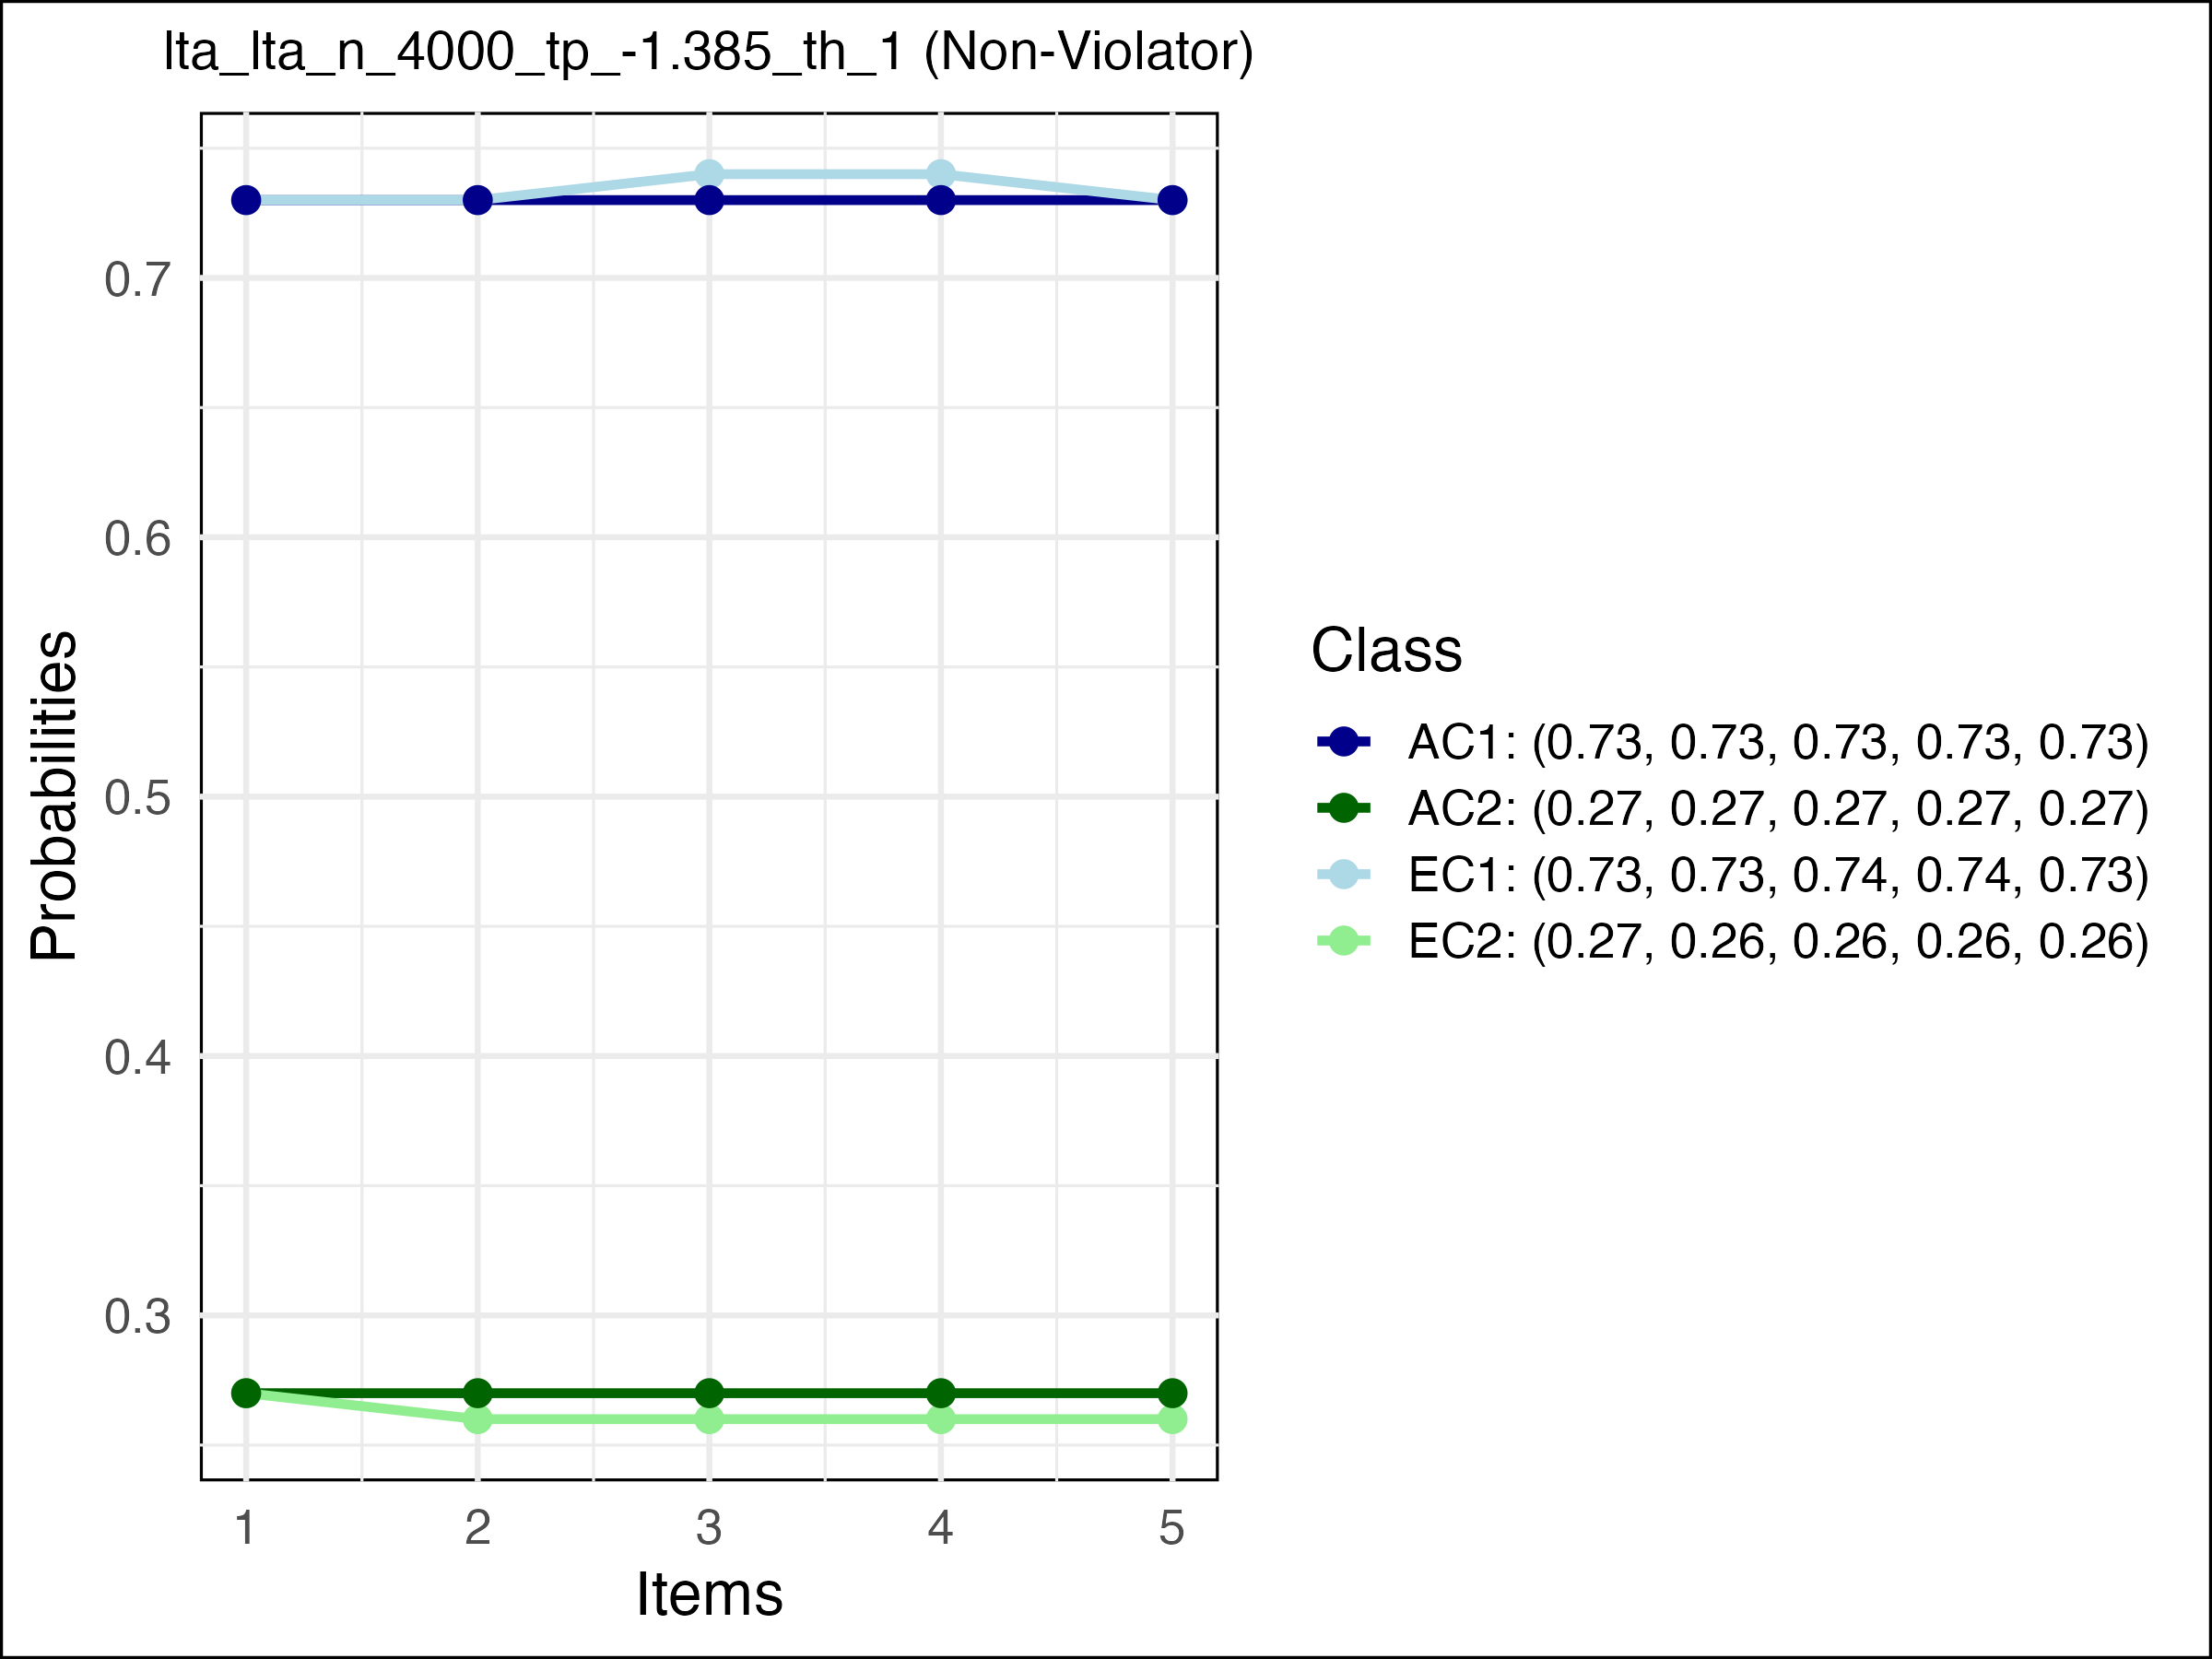 lta_lta_n_4000_tp_-1.385_th_1 (Non-Violator)
Probabilities
0.7
0.6
0.5
0.4
0.3
1 2 3 4 5
Items
Class
AC1: (0.73, 0.73, 0.73, 0.73, 0.73)
AC2: (0.27, 0.27, 0.27, 0.27, 0.27)
EC1: (0.73, 0.73, 0.74, 0.74, 0.73)
EC2: (0.27, 0.26, 0.26, 0.26, 0.26)